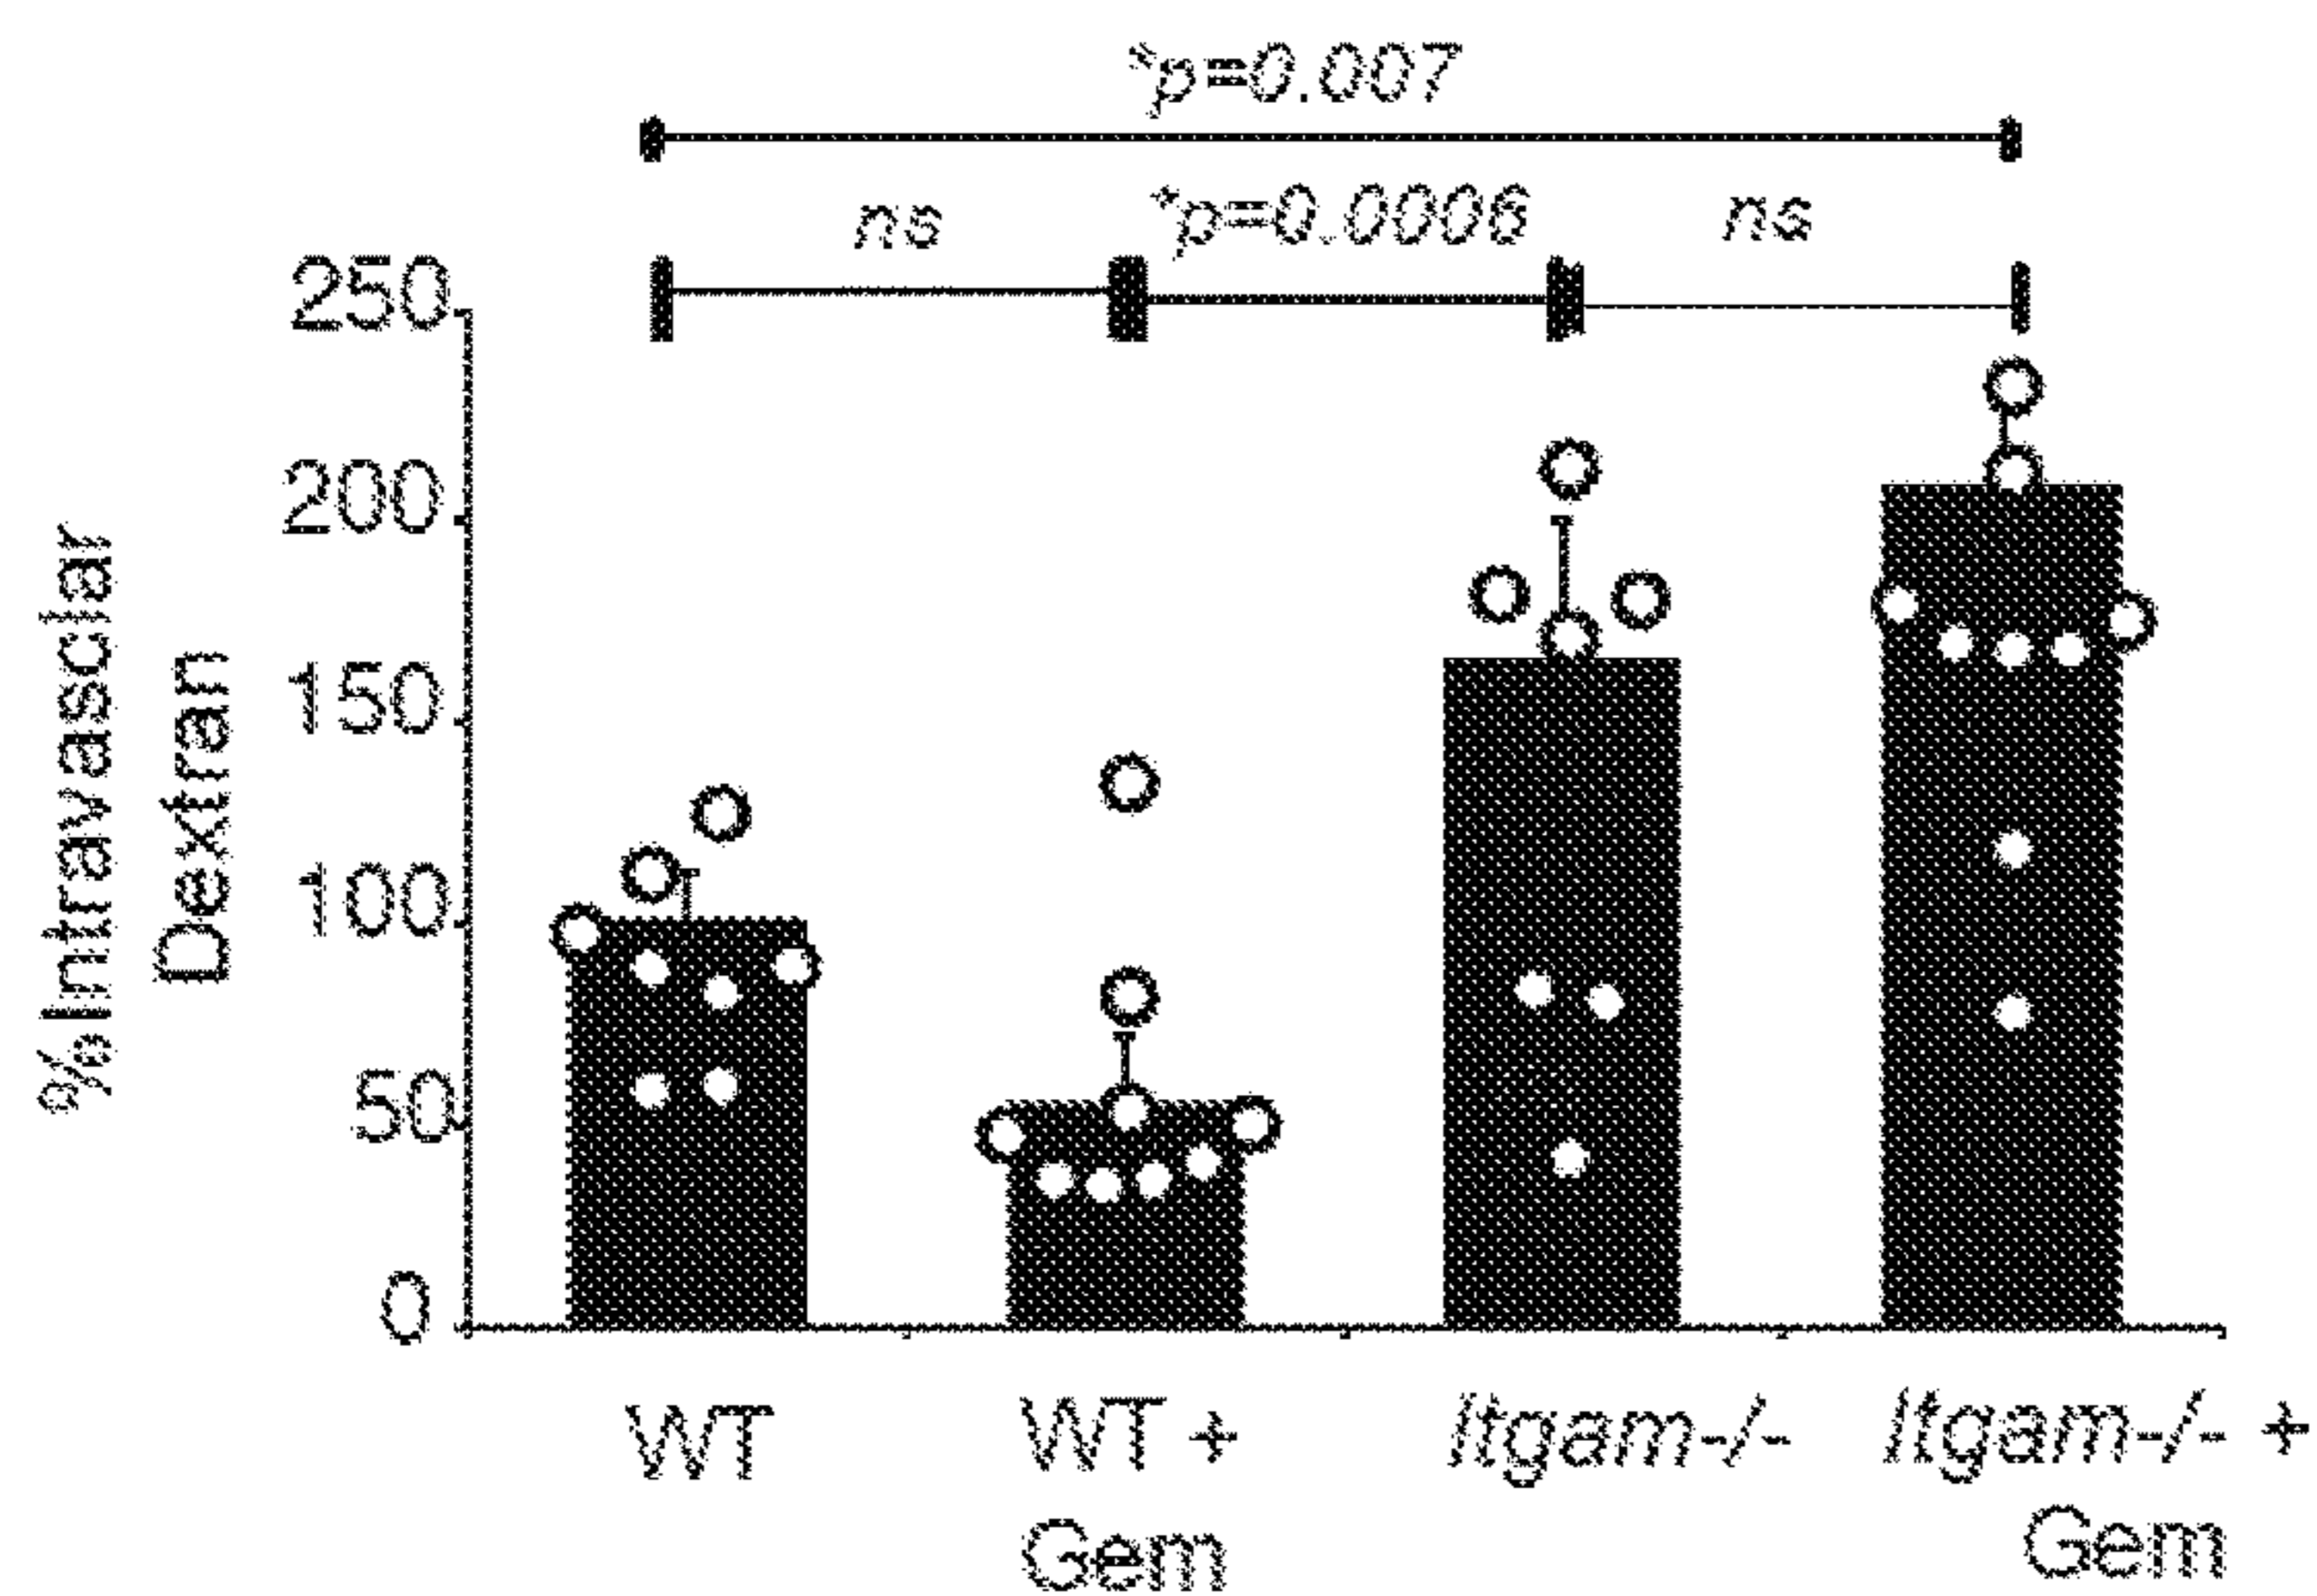 *p=0.007
ns
*p=0.0006
ns
250
200
150
100
50
0
%Intravasclar
Dextran
WT
WT +
Gem
Itgam-/-
Itgam-/- +
Gem